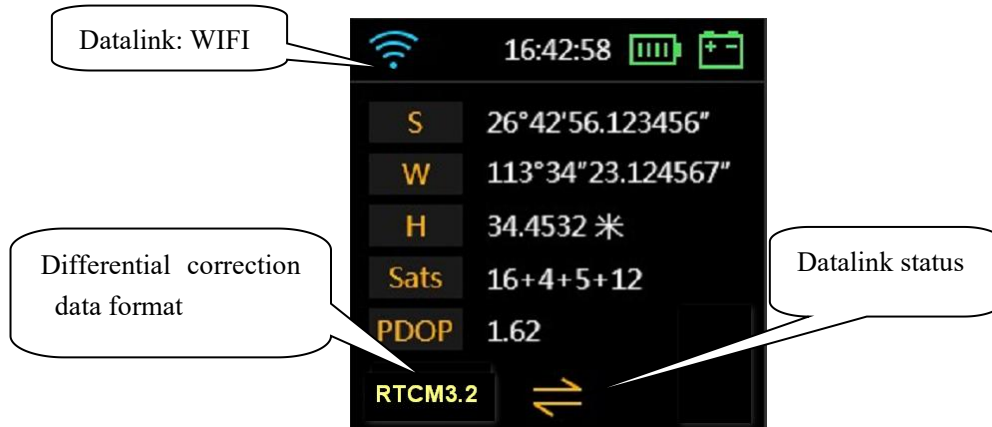 Datalink: WIFI
16:42:58
S 26°42'56.123456"
W 113°34"23.124567"
H 34.4532 米
Differential correction
data format
Sats 16+4+5+12
Datalink status
PDOP 1.62
RTCM3.2